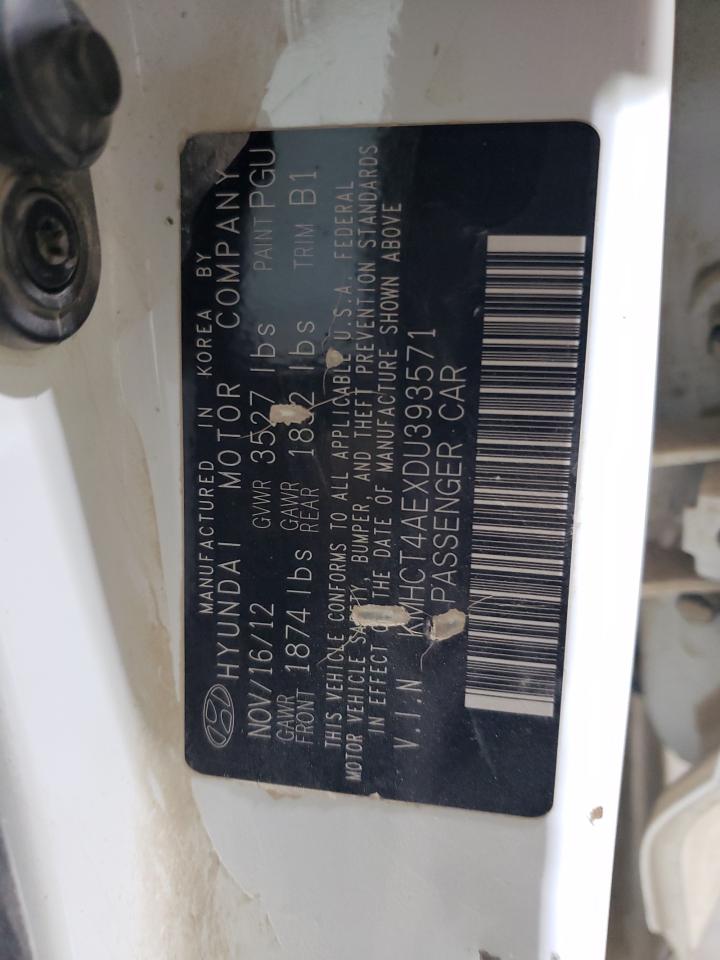 MANUFACTURED IN KOREA BY
HYUNDAI MOTOR COMPANY
NOV/16/12 GVWR 3527 lbs PAINT PGU
GAWR FRONT 1874 lbs GAWR REAR lbs TRIM B1
THIS VEHICLE CONFORMS TO ALL APPLICABLE U.S.A. FEDERAL
MOTOR VEHICLE SAFETY, BUMPER, AND THEFT PREVENTION STANDARDS
IN EFFECT ON THE DATE OF MANUFACTURE SHOWN ABOVE
V.I.N KMHCT4AEXDU393571
PASSENGER CAR